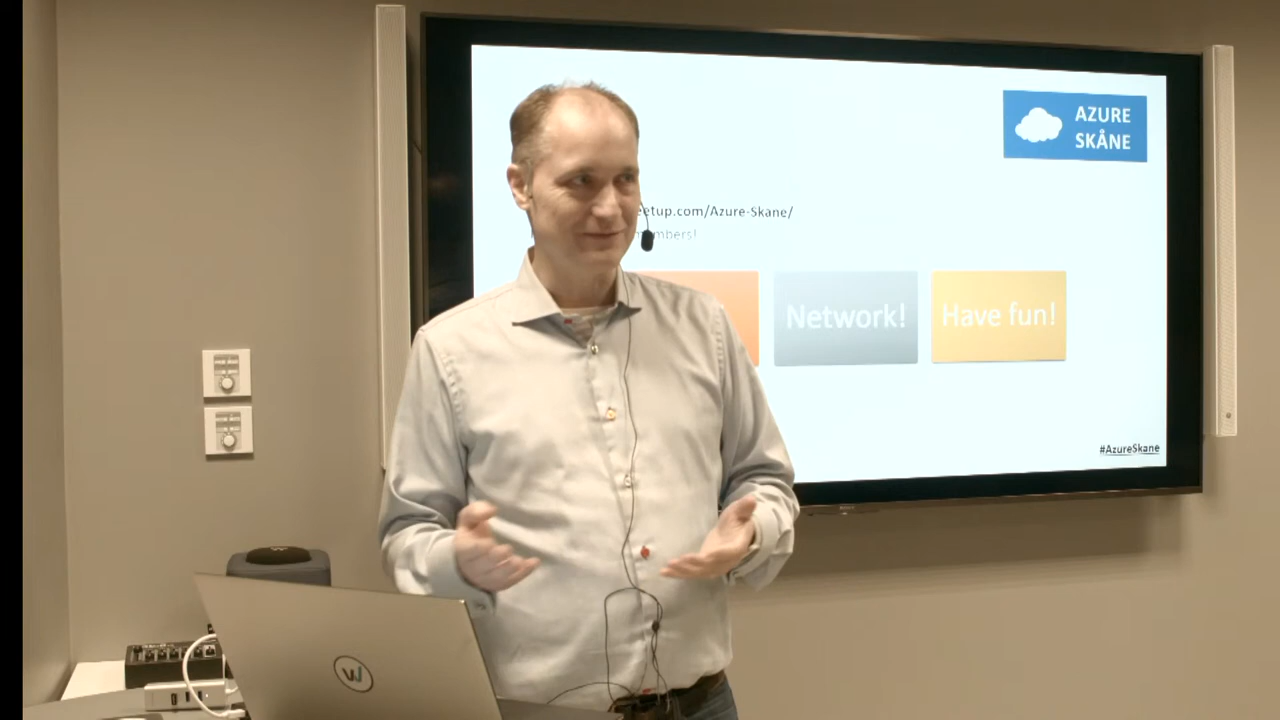 AZURE
SKÅNE
eetup.com/Azure-Skane/
mbers!
Network!
Have fun!
#AzureSkane
W